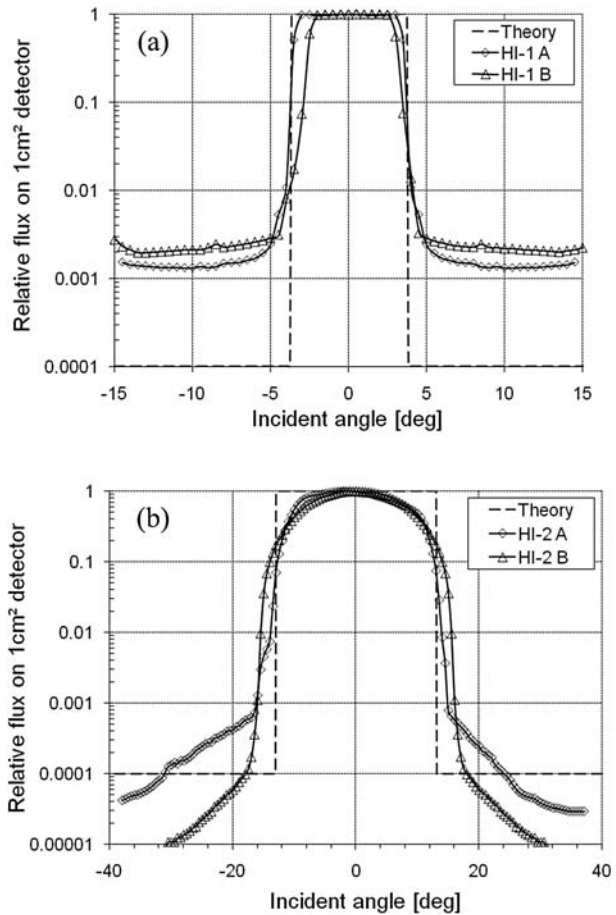 (a)
Theory
HI-1 A
HI-1 B
Relative flux on 1cm² detector
1
0.1
0.01
0.001
0.0001
-15 -10 -5 0 5 10 15
Incident angle [deg]
(b)
Theory
HI-2 A
HI-2 B
Relative flux on 1cm² detector
1
0.1
0.01
0.001
0.0001
0.00001
-40 -20 0 20 40
Incident angle [deg]